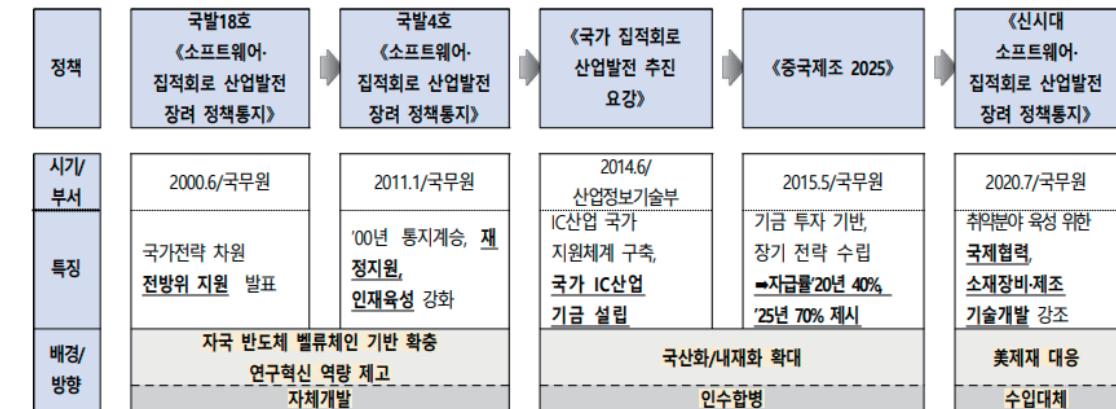 정책
국발18호
《소프트웨어·
집적회로 산업발전
장려 정책통지》
국발4호
《소프트웨어·
집적회로 산업발전
장려 정책통지》
《국가 집적회로
산업발전 추진
요강》
《중국제조 2025》
《신시대
소프트웨어·
집적회로 산업발전
장려 정책통지》
시기/
부서
2000.6/국무원
2011.1/국무원
2014.6/
산업정보기술부
2015.5/국무원
2020.7/국무원
특징
국가전략 차원
전방위 지원 발표
'00년 통지계승, 재
정지원,
인재육성 강화
IC산업 국가
지원체계 구축,
국가 IC산업
기금 설립
기금 투자 기반,
장기 전략 수립
➡자급률'20년 40%,
'25년 70% 제시
취약분야 육성 위한
국제협력,
소재장비·제조
기술개발 강조
배경/
방향
자국 반도체 벨류체인 기반 확충
연구혁신 역량 제고
국산화/내재화 확대
美제재 대응
자체개발
인수합병
수입대체